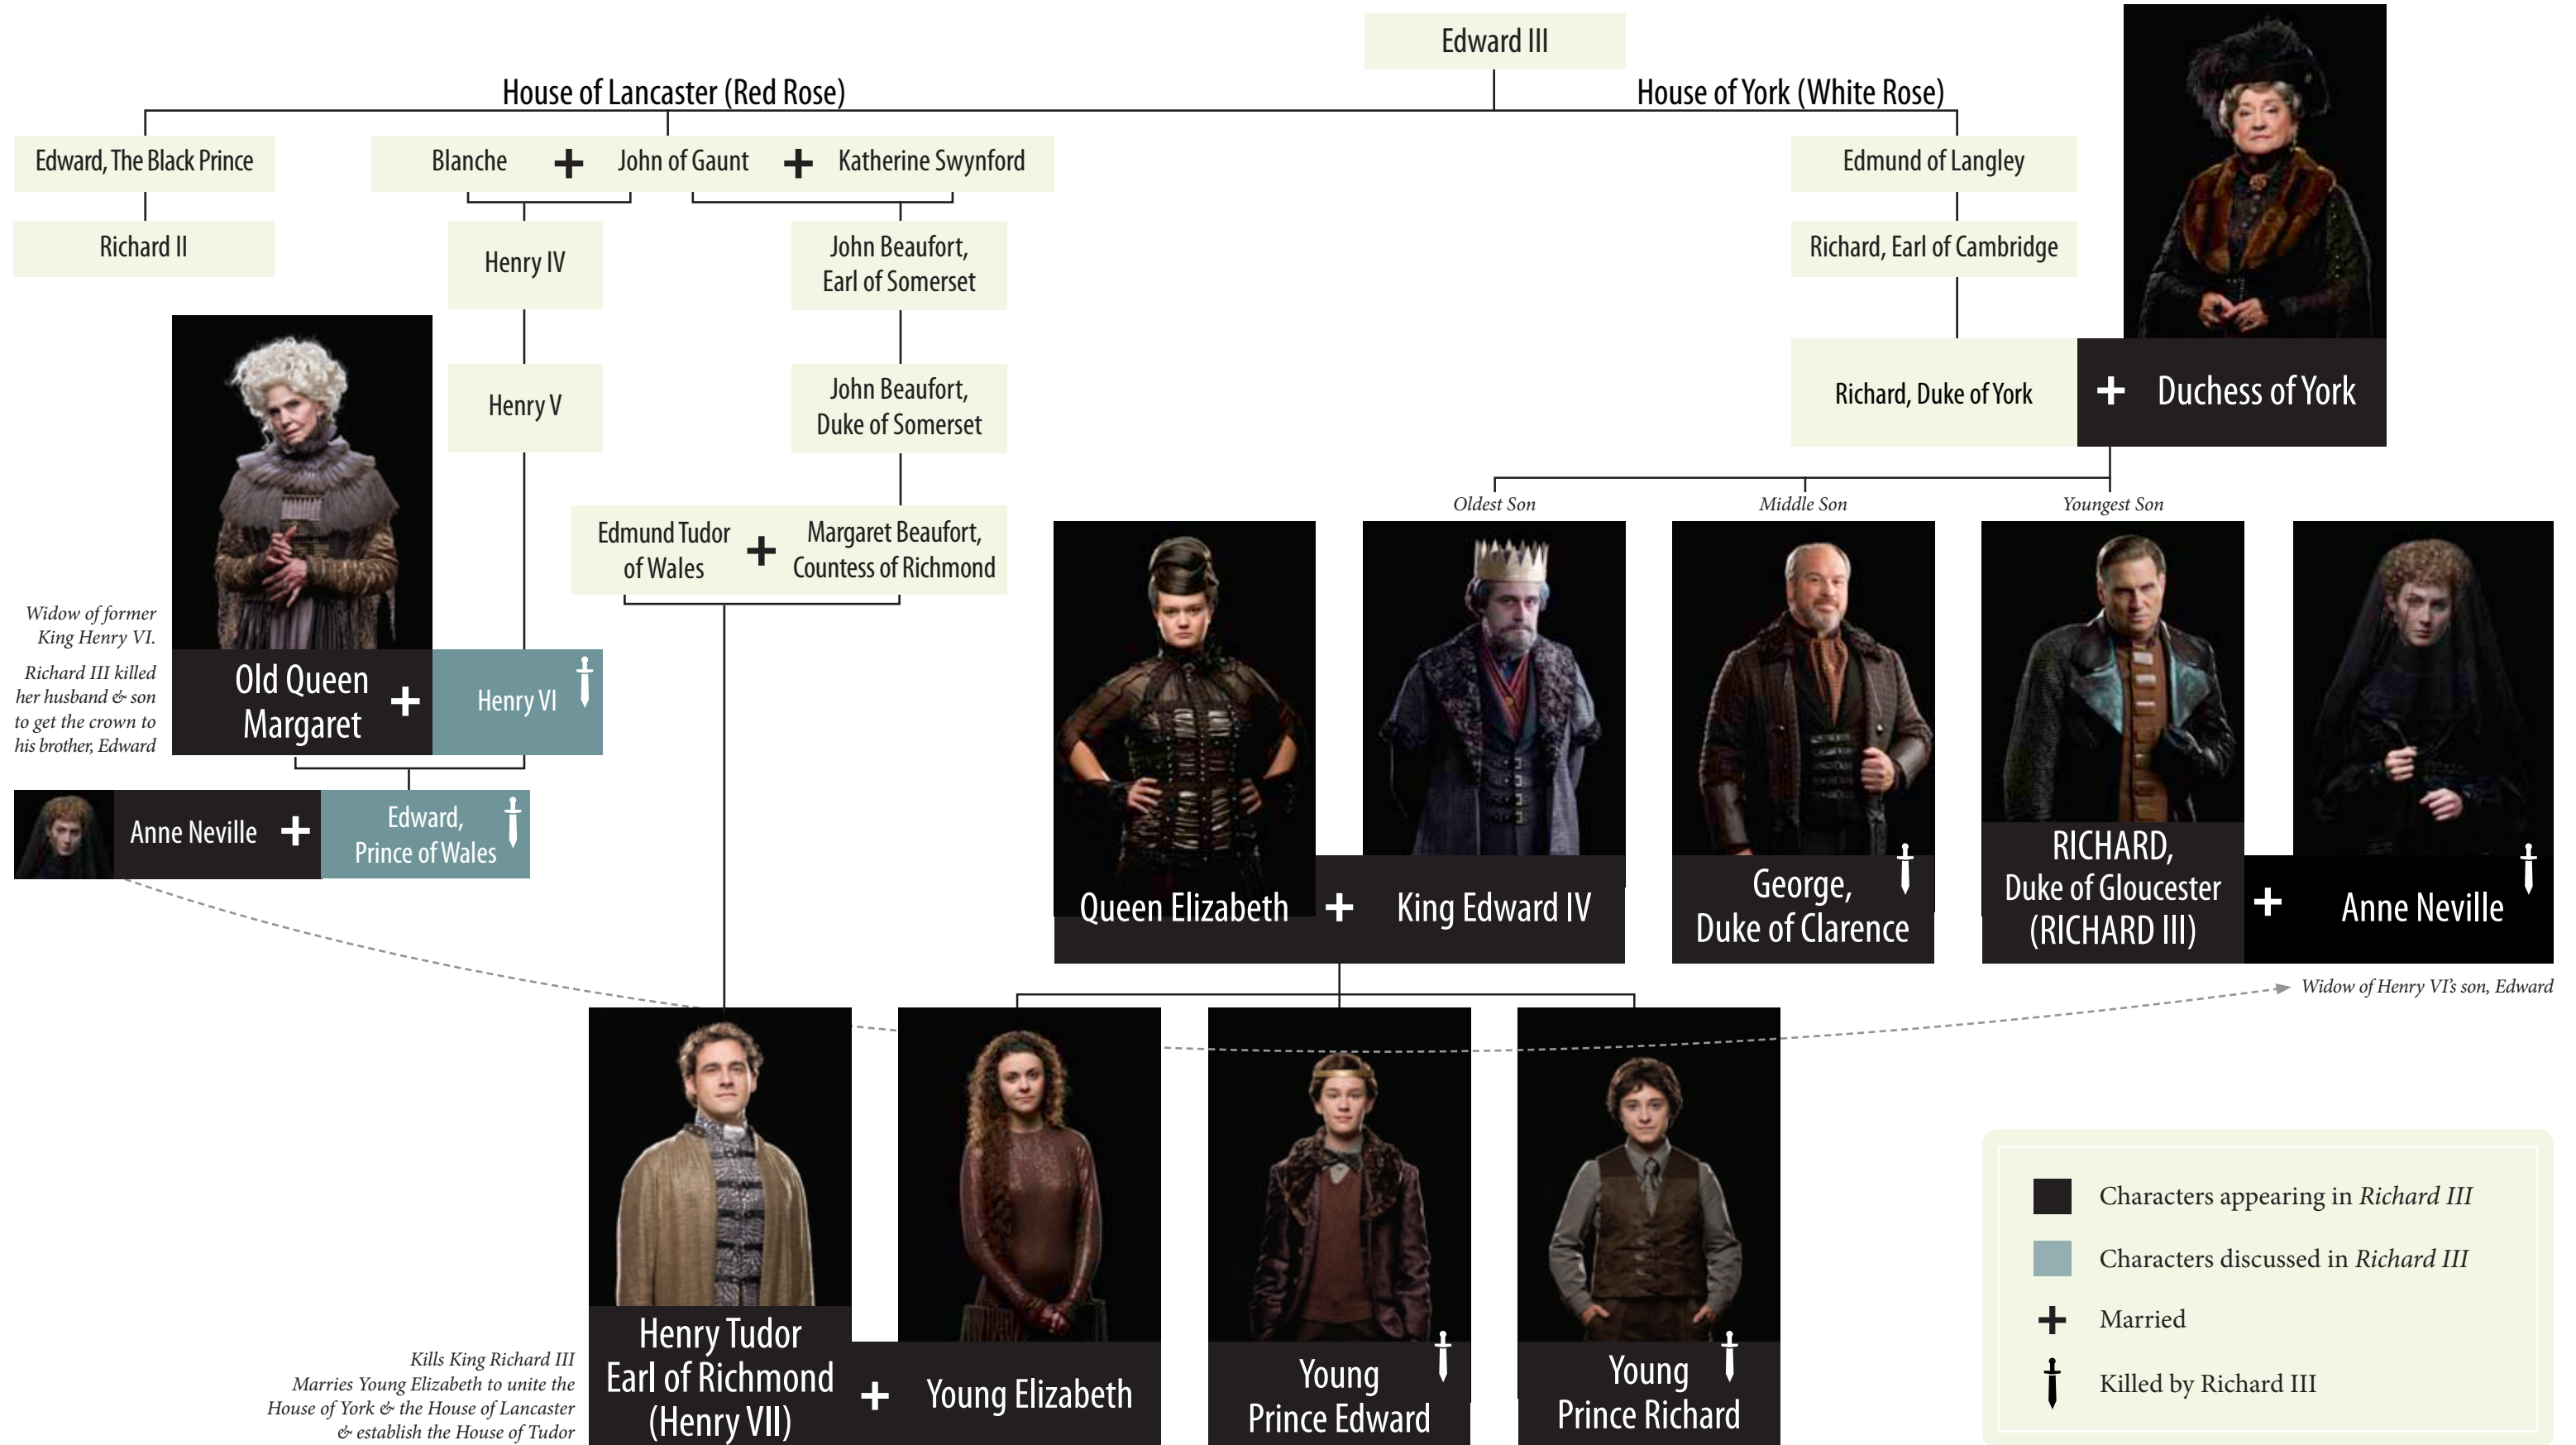 Edward III
House of Lancaster (Red Rose)
House of York (White Rose)
Edward, The Black Prince
Blanche + John of Gaunt + Katherine Swynford
Edmund of Langley
Richard II
Henry IV
John Beaufort,
Earl of Somerset
Richard, Earl of Cambridge
Henry V
John Beaufort,
Duke of Somerset
Richard, Duke of York + Duchess of York
Oldest Son
Middle Son
Youngest Son
Edmund Tudor
of Wales
+
Margaret Beaufort,
Countess of Richmond
Widow of former
King Henry VI.
Richard III killed
her husband & son
to get the crown to
his brother, Edward
Old Queen
Margaret
+
Henry VI
Anne Neville +
Edward,
Prince of Wales
Queen Elizabeth + King Edward IV
George,
Duke of Clarence
RICHARD,
Duke of Gloucester
(RICHARD III)
+
Anne Neville
Widow of Henry VI's son, Edward
Kills King Richard III
Marries Young Elizabeth to unite the
House of York & the House of Lancaster
& establish the House of Tudor
Henry Tudor
Earl of Richmond
(Henry VII)
+
Young Elizabeth
Young
Prince Edward
Young
Prince Richard
Characters appearing in Richard III
Characters discussed in Richard III
+ Married
Killed by Richard III